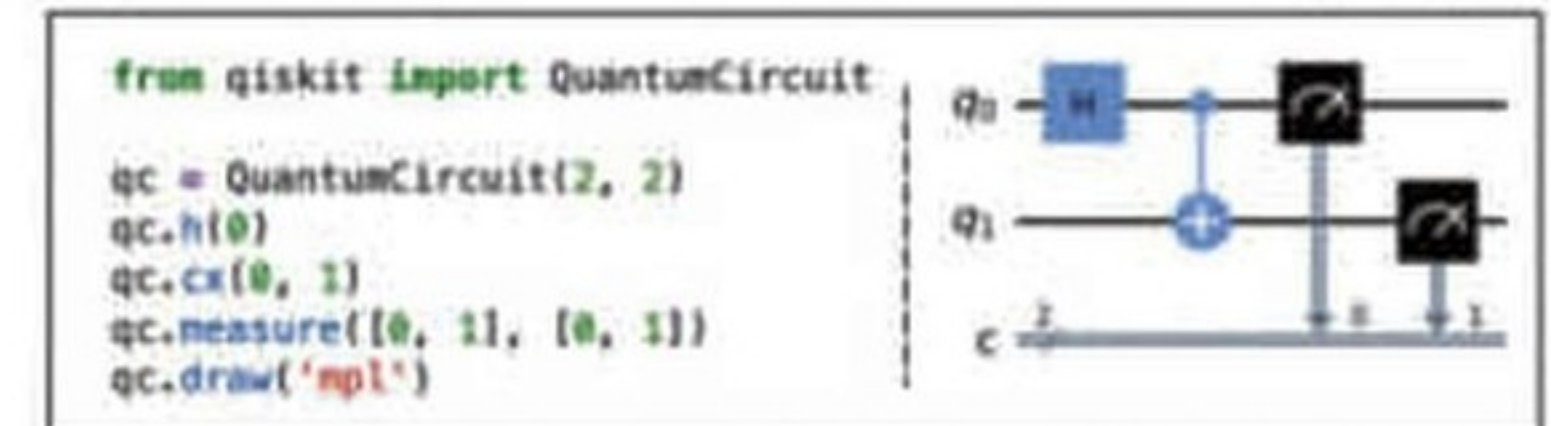 from qiskit import QuantumCircuit
qc = QuantumCircuit(2, 2)
qc.h(0)
qc.cx(0, 1)
qc.measure([0, 1], [0, 1])
qc.draw('mpl')
q0 H
q1
c 2 0 1